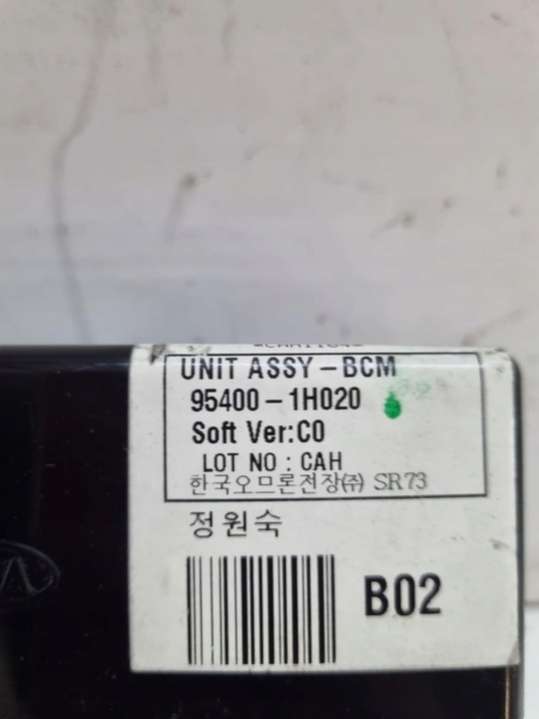 UNIT ASSY-BCM
95400-1H020
Soft Ver:C0
LOT NO : CAH
한국오므론전장㈜ SR73
정원숙
B02